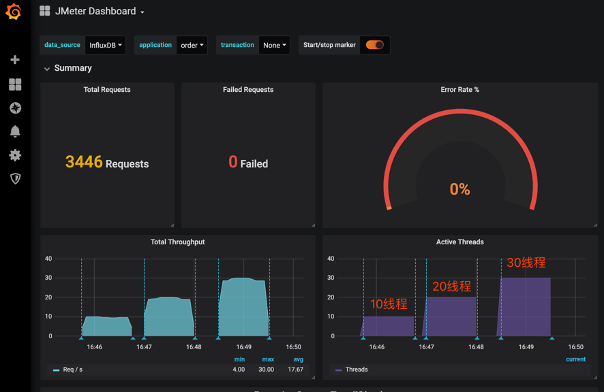 JMeter Dashboard
data_source InfluxDB application order transaction None Start/stop marker
Summary
Total Requests
3446 Requests
Failed Requests
0 Failed
Error Rate %
0%
Total Throughput
40
30
20
10
0
16:46 16:47 16:48 16:49 16:50
min max avg
Req / s 4.00 30.00 17.67
Active Threads
40
30
20
10
0
10线程
20线程
30线程
16:46 16:47 16:48 16:49 16:50
current
Threads